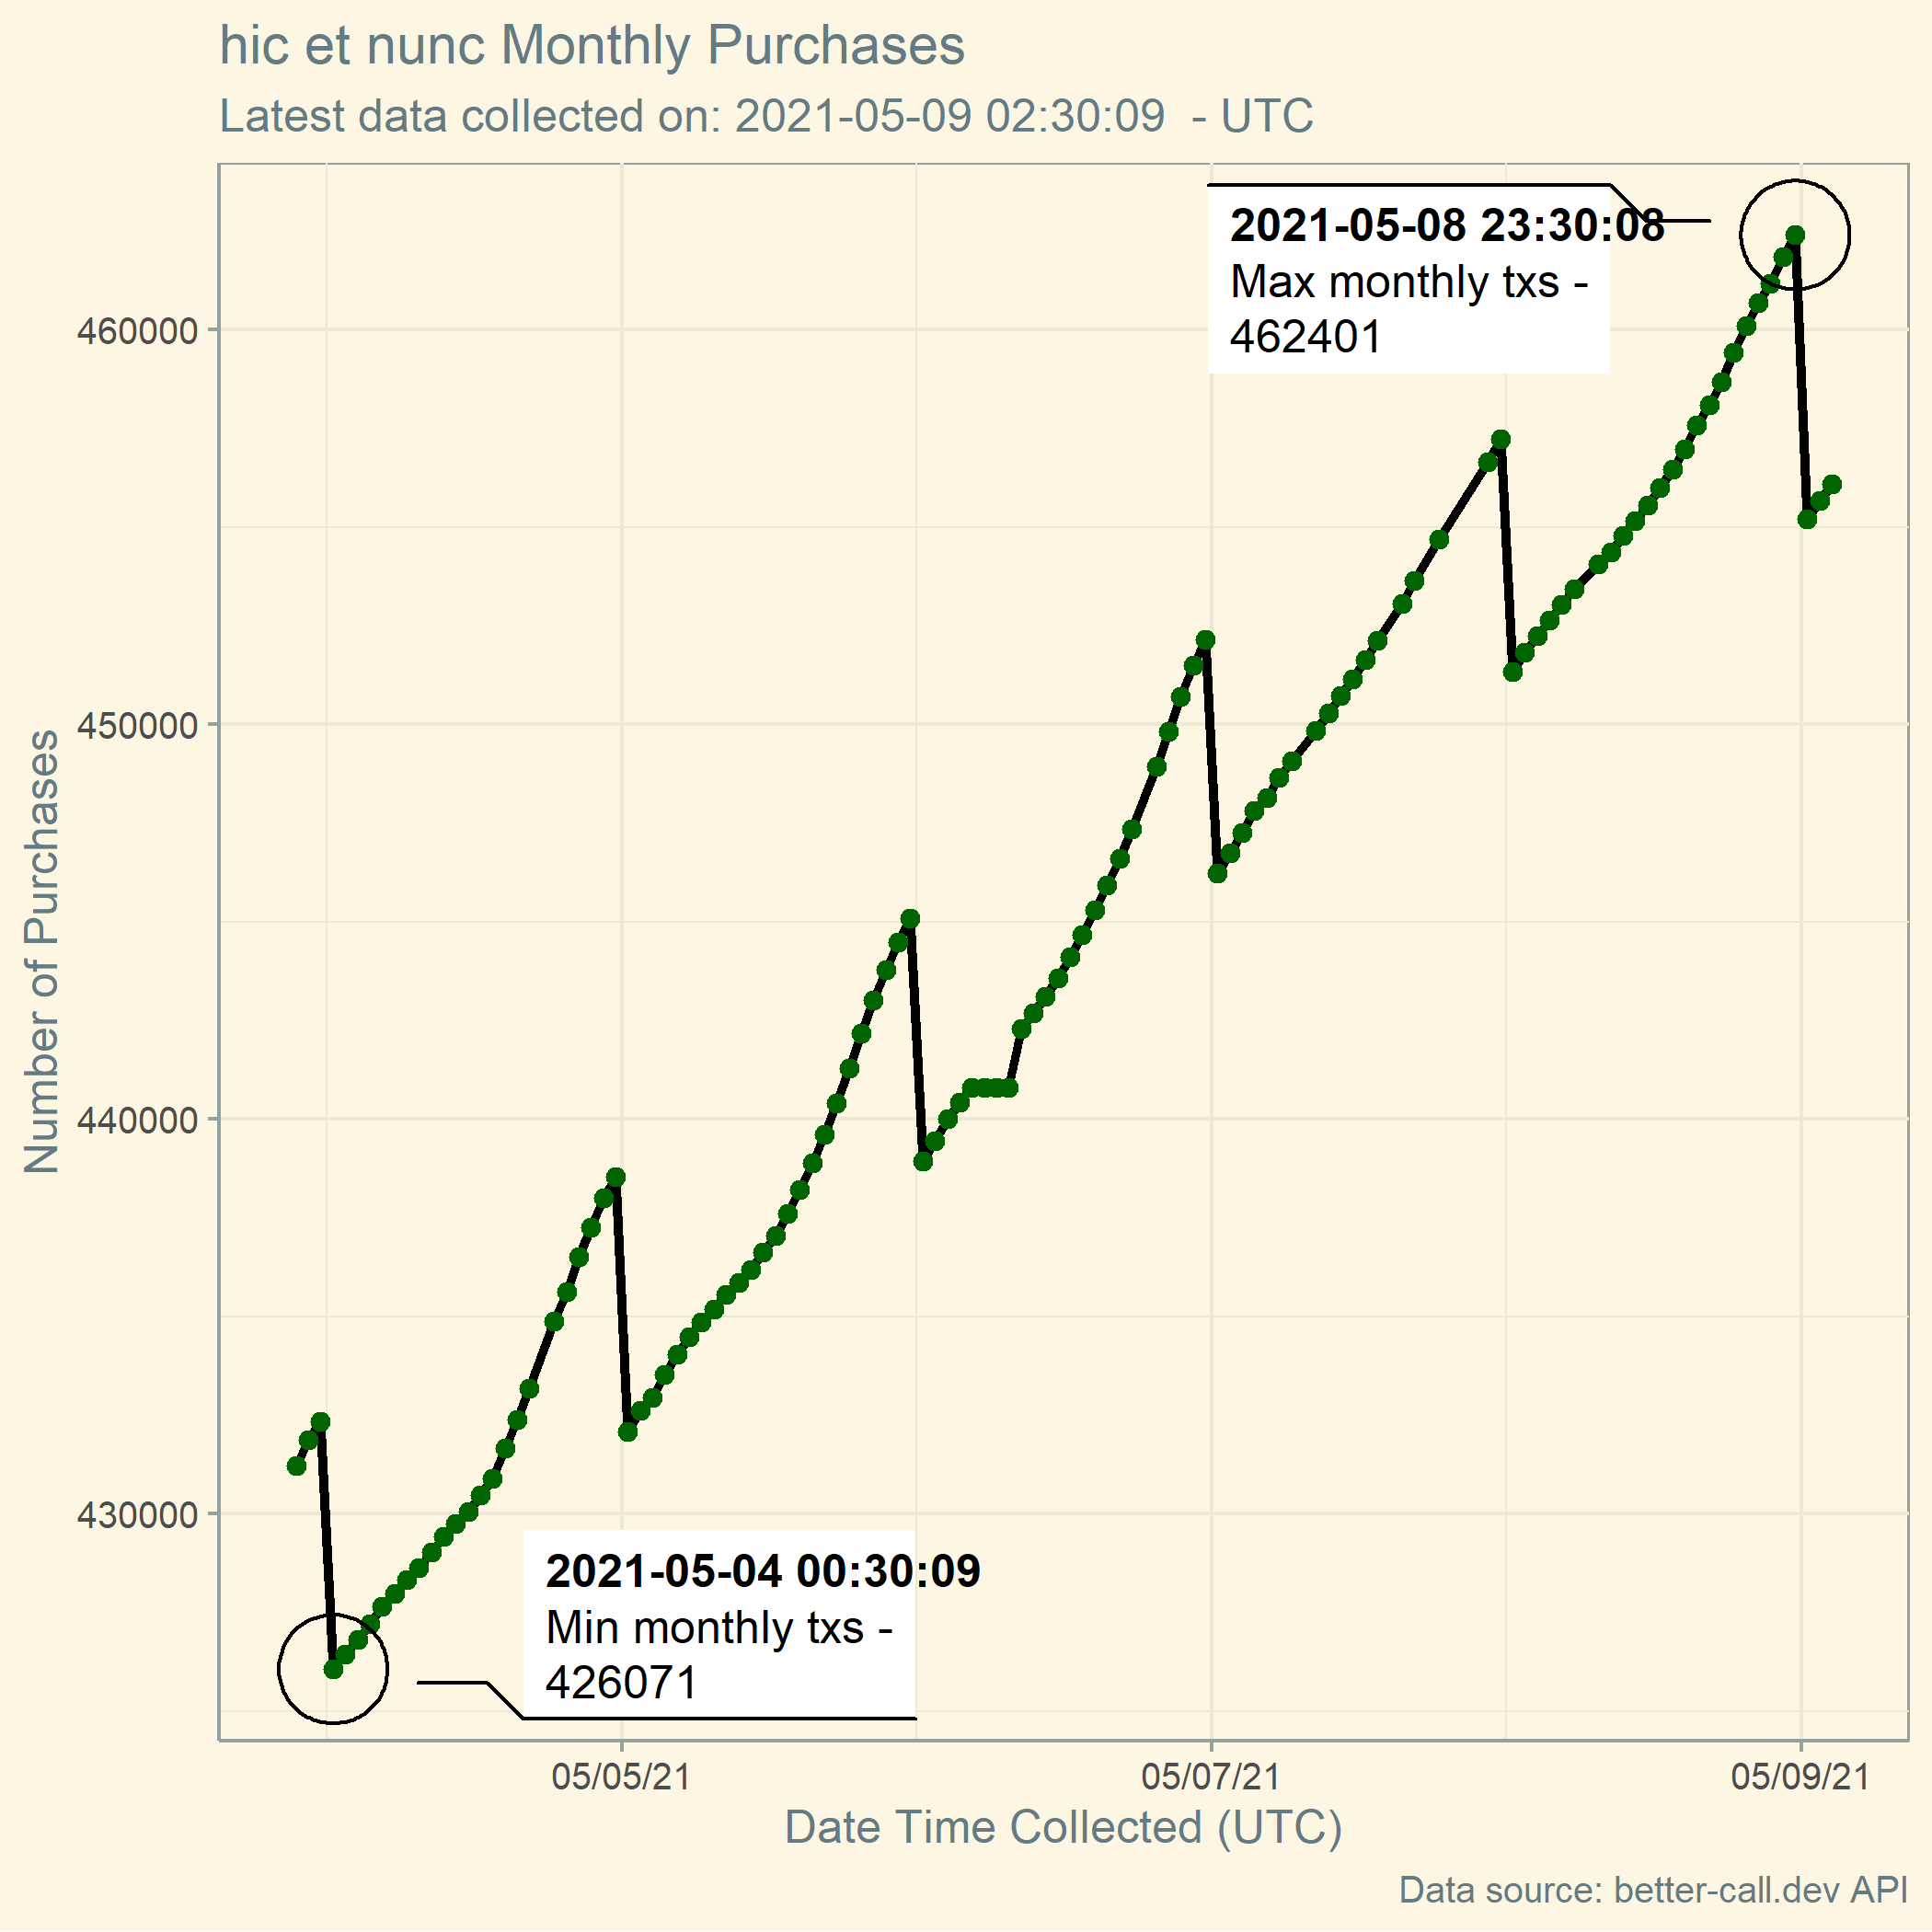 hic et nunc Monthly Purchases
Latest data collected on: 2021-05-09 02:30:09  - UTC
2021-05-08 23:30:08
Max monthly txs -
462401
460000
450000
440000
430000
Number of Purchases
2021-05-04 00:30:09
Min monthly txs -
426071
05/05/21
05/07/21
05/09/21
Date Time Collected (UTC)
Data source: better-call.dev API